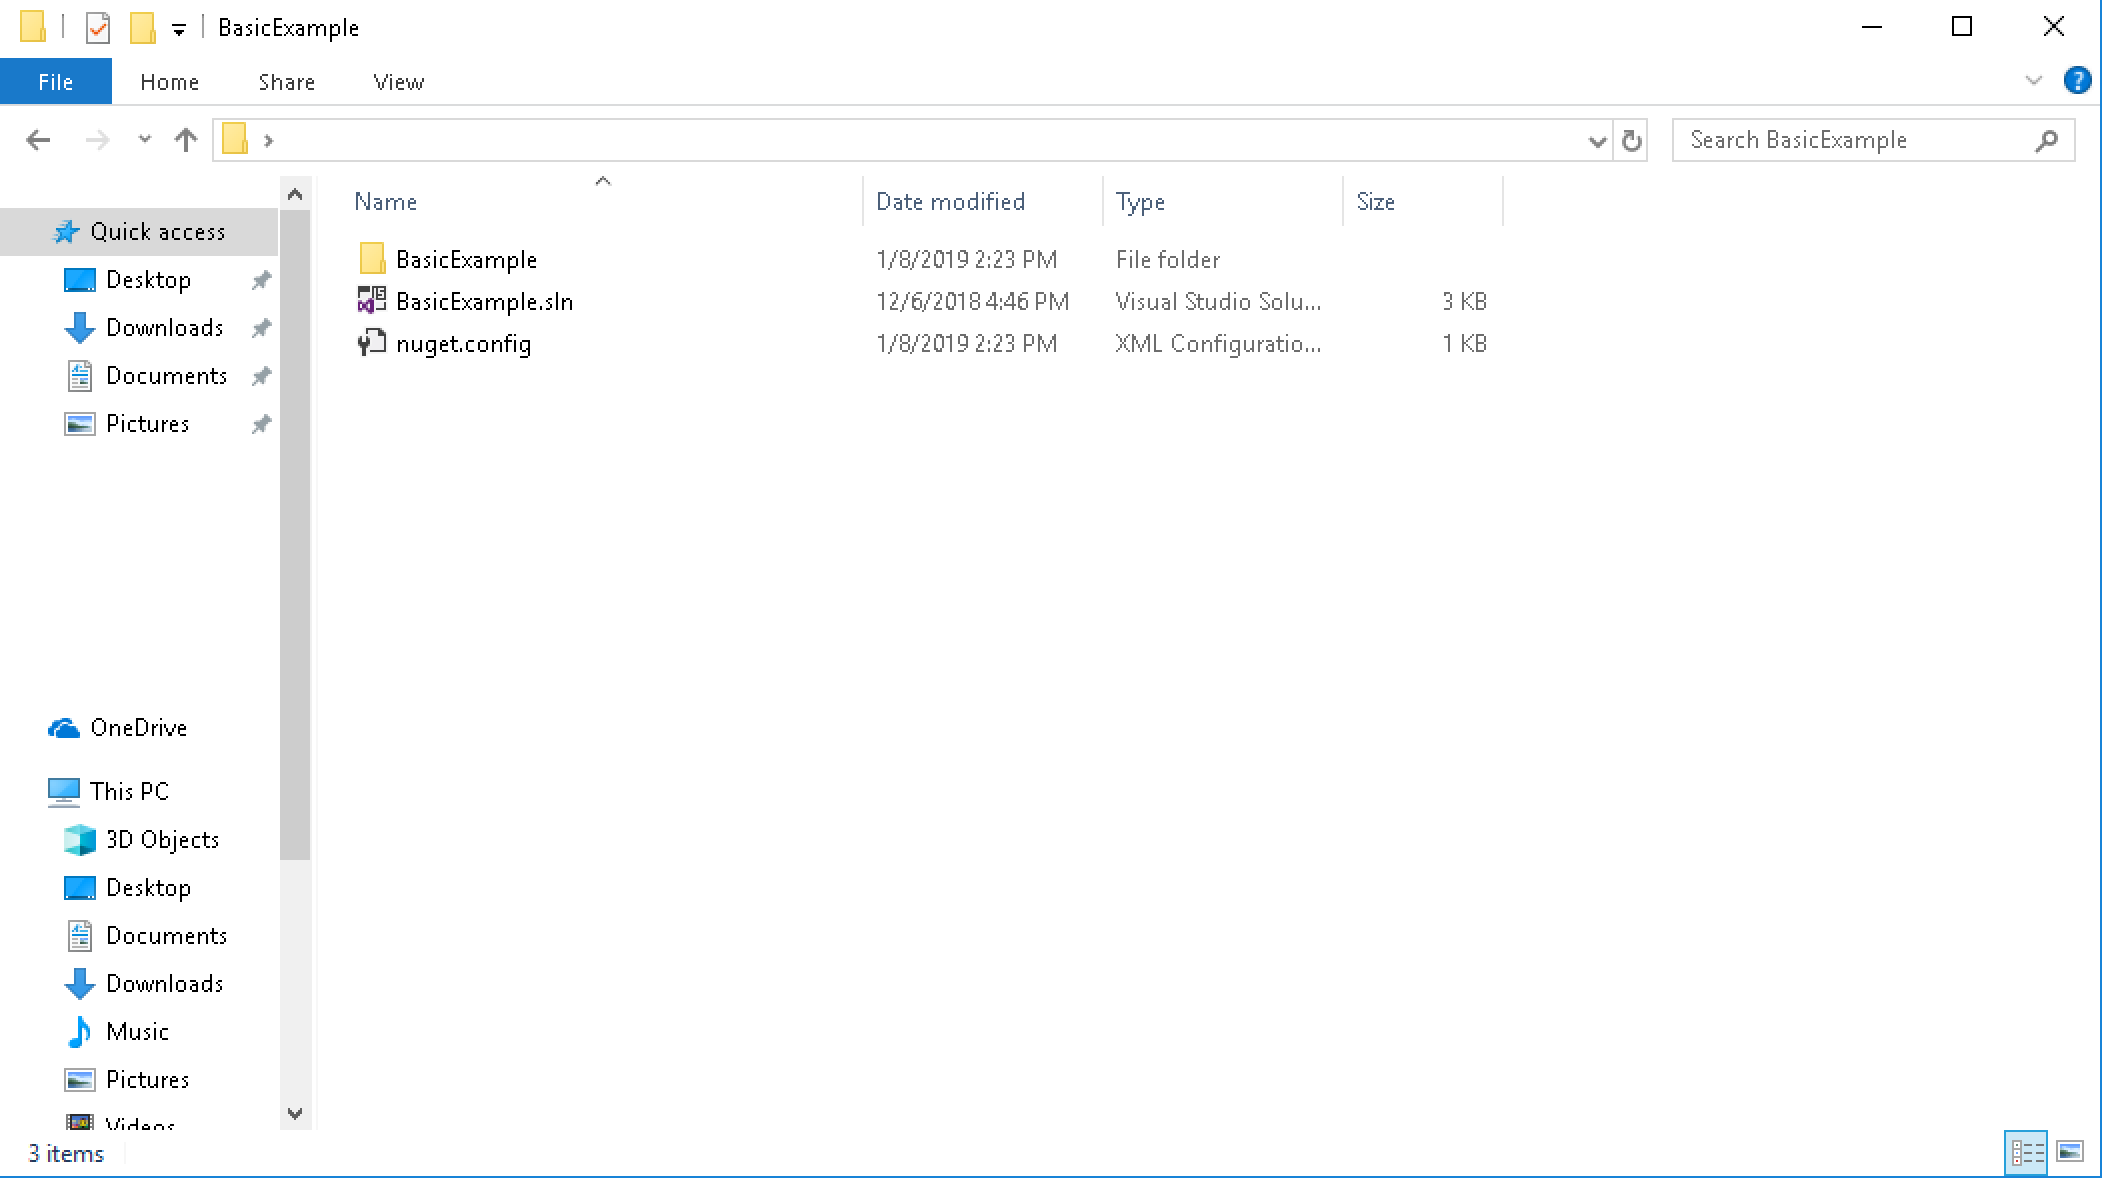 BasicExample
File Home Share View
Search BasicExample
Name Date modified Type Size
Quick access
Desktop
Downloads
Documents
Pictures
OneDrive
This PC
3D Objects
Desktop
Documents
Downloads
Music
Pictures
Videos
BasicExample 1/8/2019 2:23 PM File folder
BasicExample.sln 12/6/2018 4:46 PM Visual Studio Solu... 3 KB
nuget.config 1/8/2019 2:23 PM XML Configuratio... 1 KB
3 items